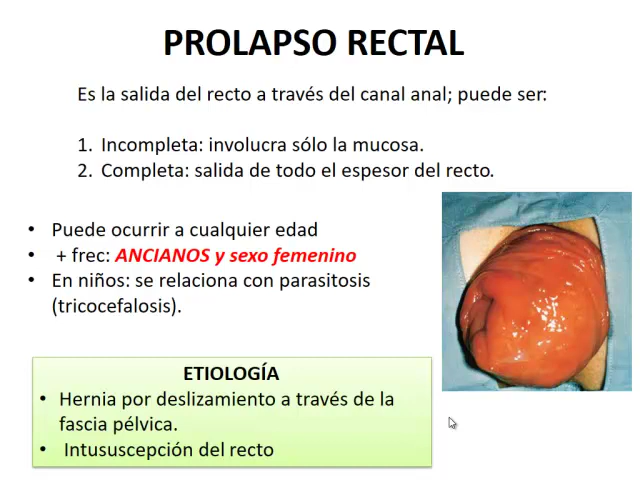 PROLAPSO RECTAL
Es la salida del recto a través del canal anal; puede ser:
1. Incompleta: involucra sólo la mucosa.
2. Completa: salida de todo el espesor del recto.
• Puede ocurrir a cualquier edad
• + frec: ANCIANOS y sexo femenino
• En niños: se relaciona con parasitosis
(tricocefalosis).
ETIOLOGÍA
• Hernia por deslizamiento a través de la
fascia pélvica.
• Intususcepción del recto